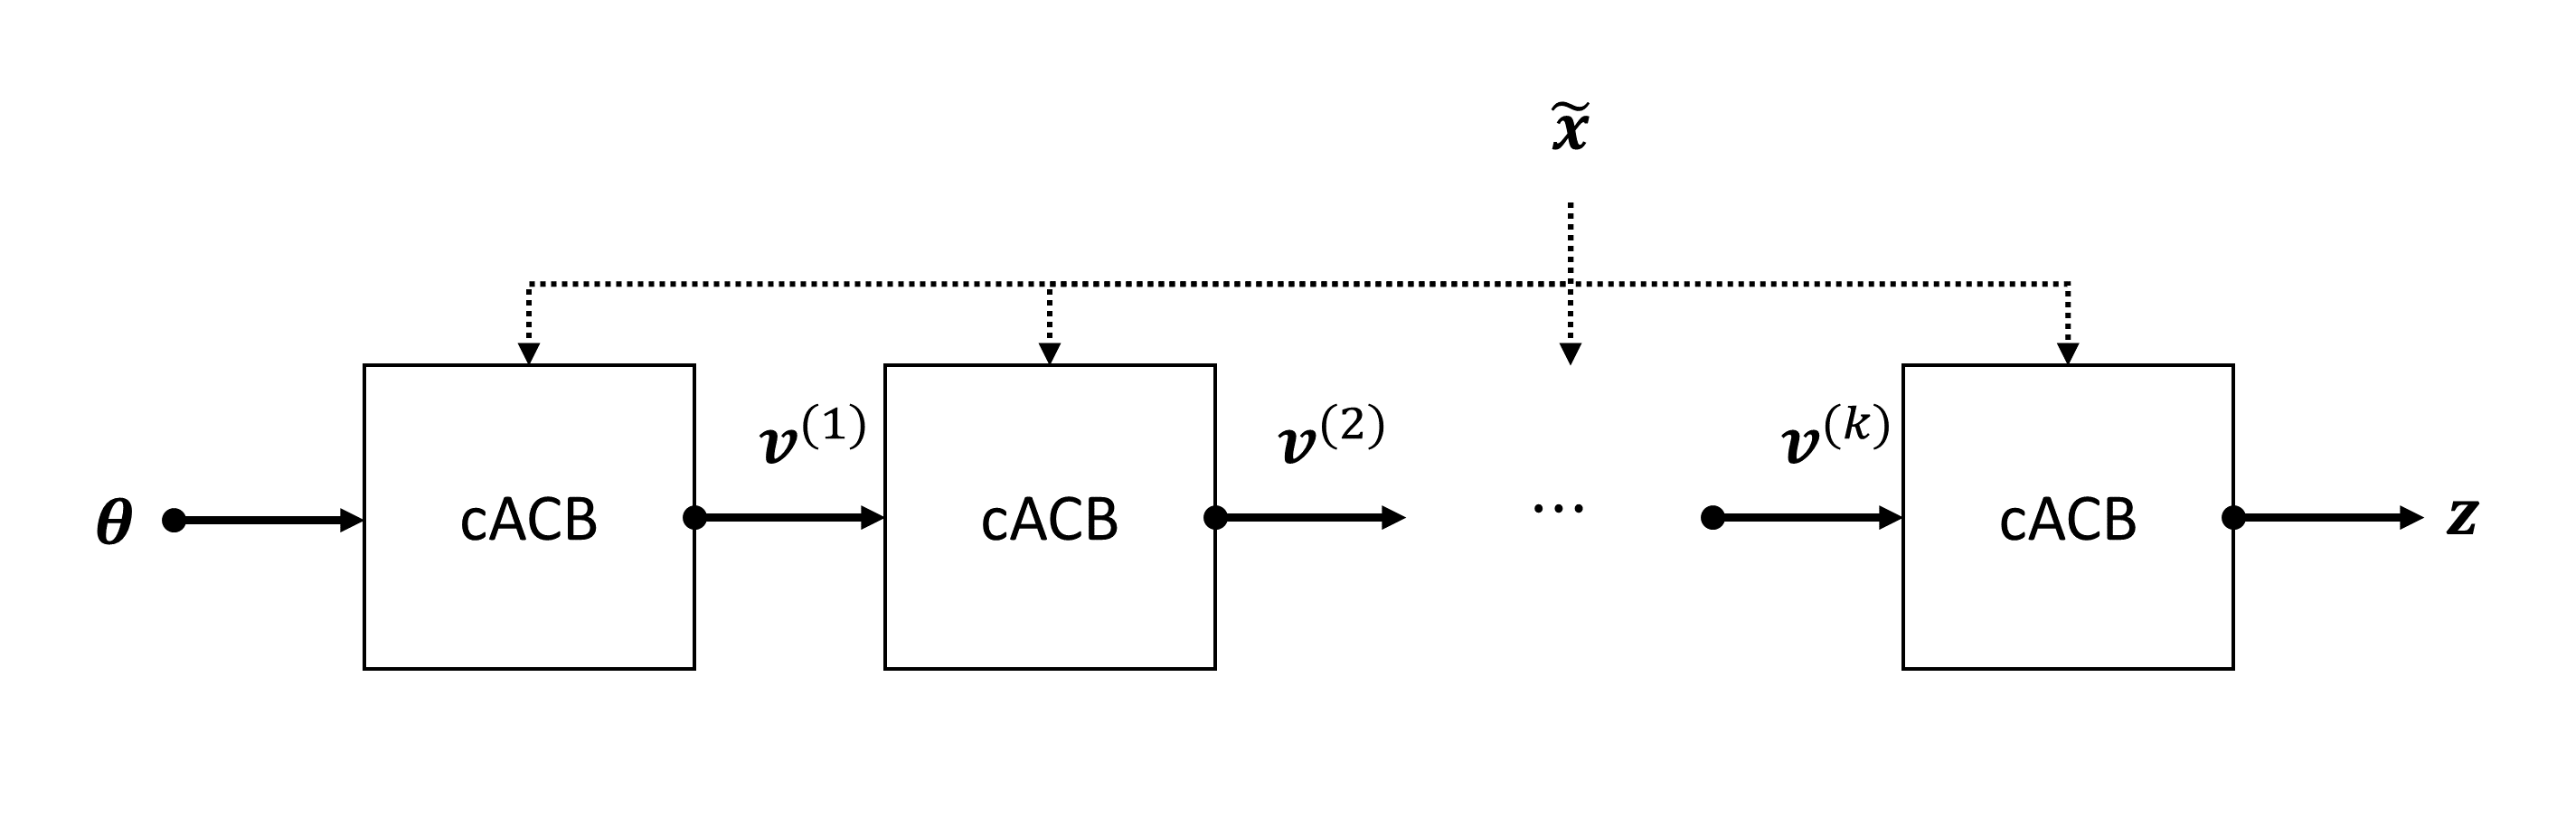 x̃
v⁽¹⁾ v⁽²⁾ v⁽ᵏ⁾
θ cACB cACB ⋯ cACB z